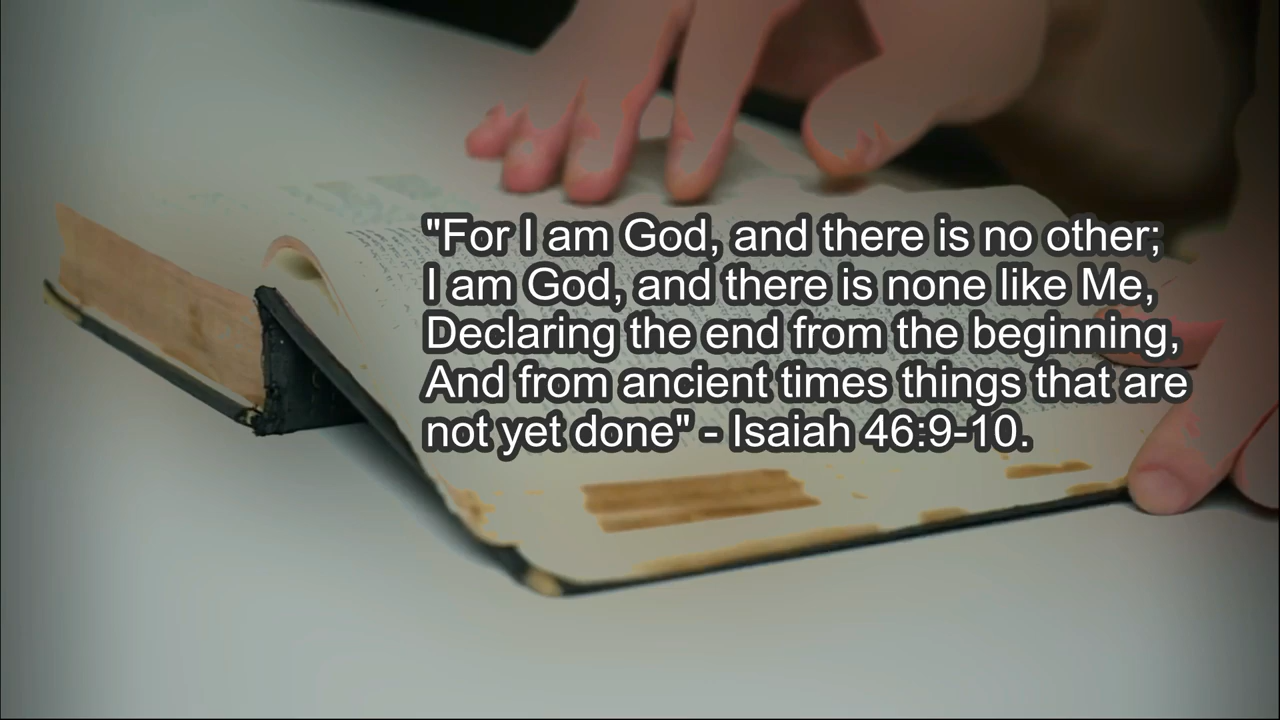 "For I am God, and there is no other;
I am God, and there is none like Me,
Declaring the end from the beginning,
And from ancient times things that are
not yet done" - Isaiah 46:9-10.